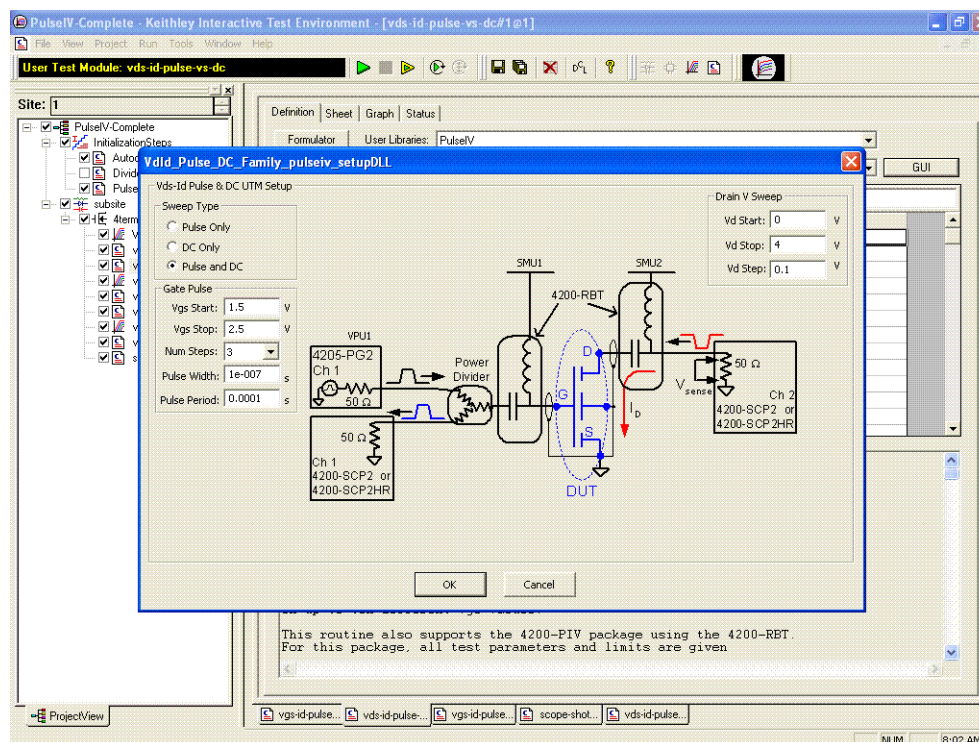 PulseIV-Complete - Keithley Interactive Test Environment - [vds-id-pulse-vs-dc#1@1]
File View Project Run Tools Window Help
User Test Module: vds-id-pulse-vs-dc
Site: 1
PulseIV-Complete
InitializationSteps
Divide
Pulse
subsite
4term
Definition Sheet Graph Status
Formulator User Libraries: PulseIV
GUI
VdId_Pulse_DC_Family_pulseiv_setupDLL
Vds-Id Pulse & DC UTM Setup
Sweep Type
Pulse Only
DC Only
Pulse and DC
Gate Pulse
Vgs Start: 1.5 V
Vgs Stop: 2.5 V
Num Steps: 3
Pulse Width: 1e-007 s
Pulse Period: 0.0001 s
Drain V Sweep
Vd Start: 0 V
Vd Stop: 4 V
Vd Step: 0.1 V
SMU1
SMU2
4200-RBT
VPU1
4205-PG2
Ch 1
50 Ω
Power
Divider
50 Ω
Ch 1
4200-SCP2 or
4200-SCP2HR
D
G
S
DUT
ID
Vsense
50 Ω
Ch 2
4200-SCP2 or
4200-SCP2HR
OK
Cancel
This routine also supports the 4200-PIV package using the 4200-RBT.
For this package, all test parameters and limits are given
ProjectView
vgs-id-pulse... vds-id-pulse-... vgs-id-pulse... scope-shot... vds-id-pulse...
NUM 8:02 AM